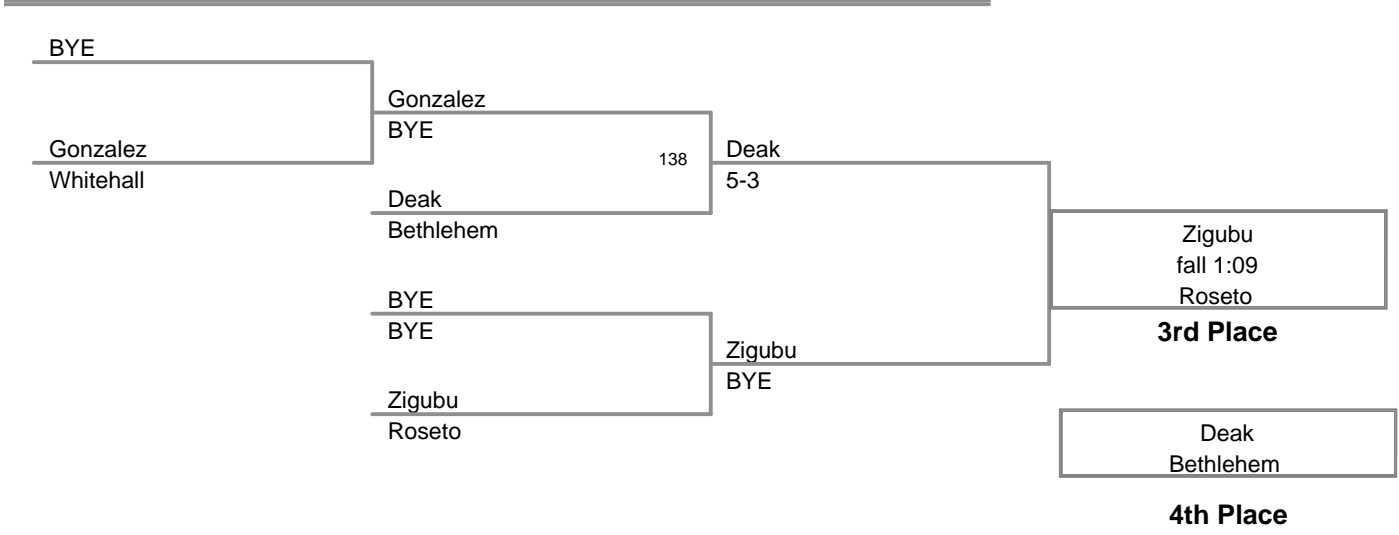 BYE
Gonzalez
BYE
Gonzalez
Whitehall
138
Deak
5-3
Deak
Bethlehem
Zigubu
fall 1:09
Roseto
3rd Place
BYE
BYE
Zigubu
BYE
Zigubu
Roseto
Deak
Bethlehem
4th Place